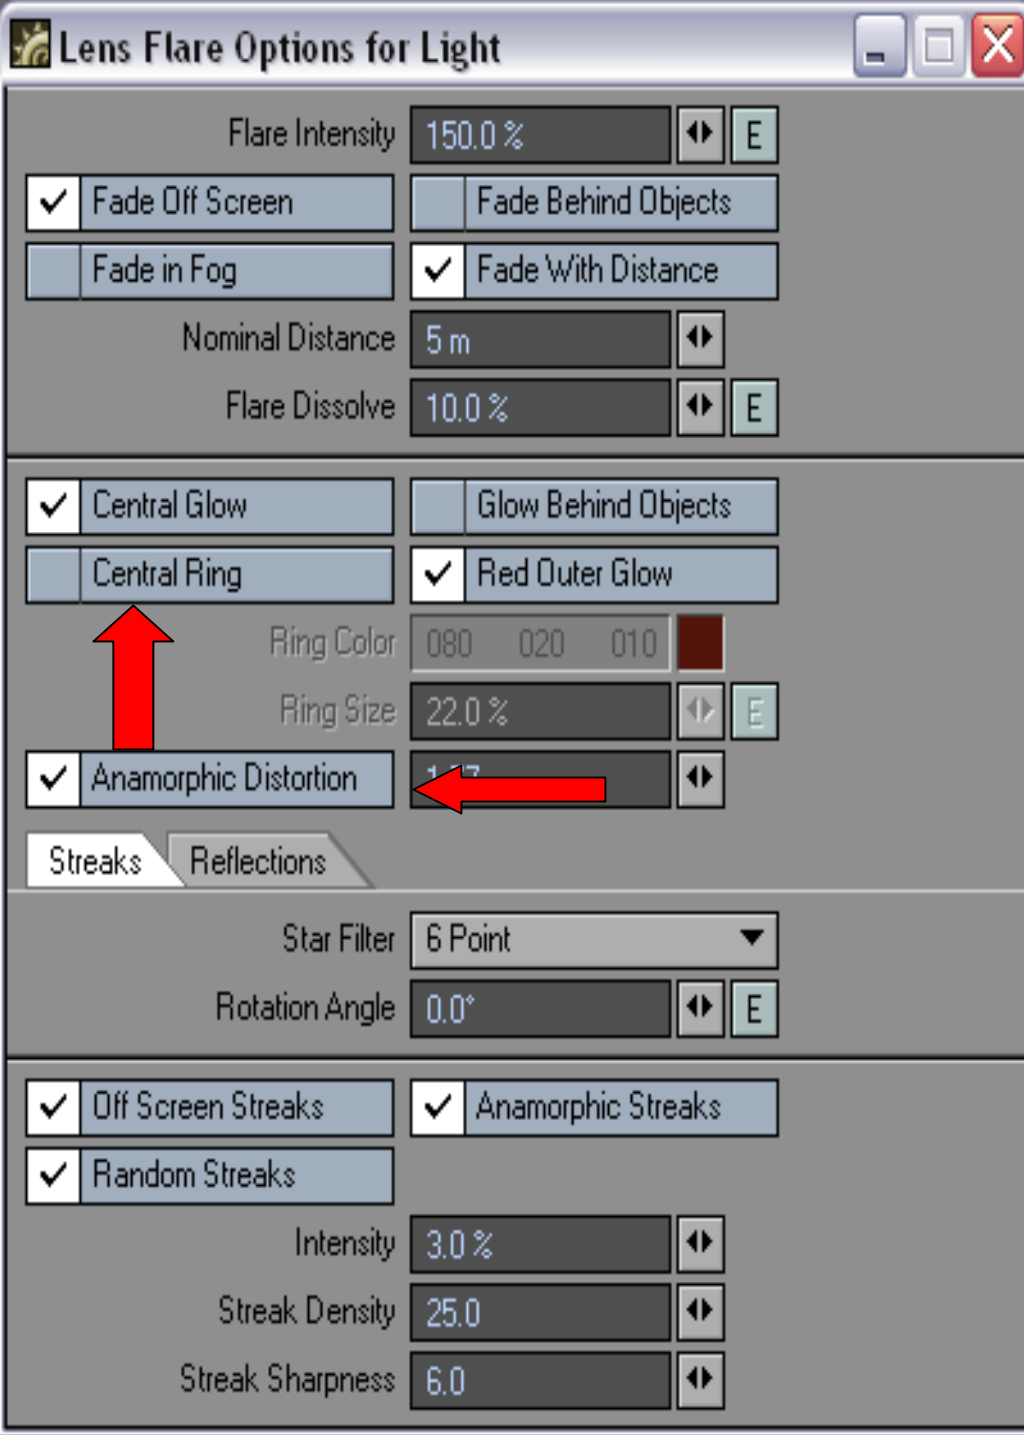 Lens Flare Options for Light
Flare Intensity 150.0 % E
Fade Off Screen Fade Behind Objects
Fade in Fog Fade With Distance
Nominal Distance 5 m
Flare Dissolve 10.0 % E
Central Glow Glow Behind Objects
Central Ring Red Outer Glow
Ring Color 080 020 010
Ring Size 22.0 % E
Anamorphic Distortion
Streaks Reflections
Star Filter 6 Point
Rotation Angle 0.0° E
Off Screen Streaks Anamorphic Streaks
Random Streaks
Intensity 3.0 %
Streak Density 25.0
Streak Sharpness 6.0